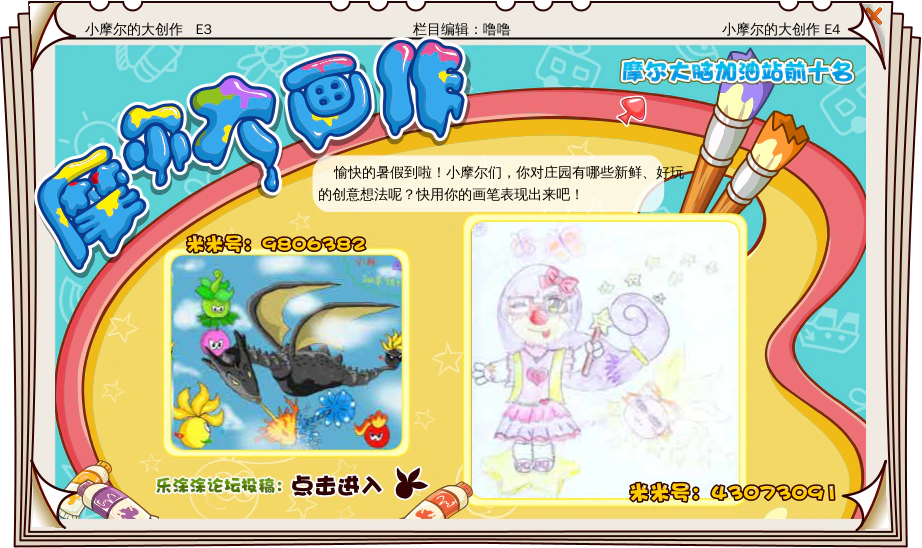 小摩尔的大创作 E3
栏目编辑：噜噜
小摩尔的大创作 E4
摩尔大画作
摩尔大脑加油站前十名
愉快的暑假到啦！小摩尔们，你对庄园有哪些新鲜、好玩
的创意想法呢？快用你的画笔表现出来吧！
米米号：9806382
乐涂涂论坛投稿：点击进入
米米号：43073091